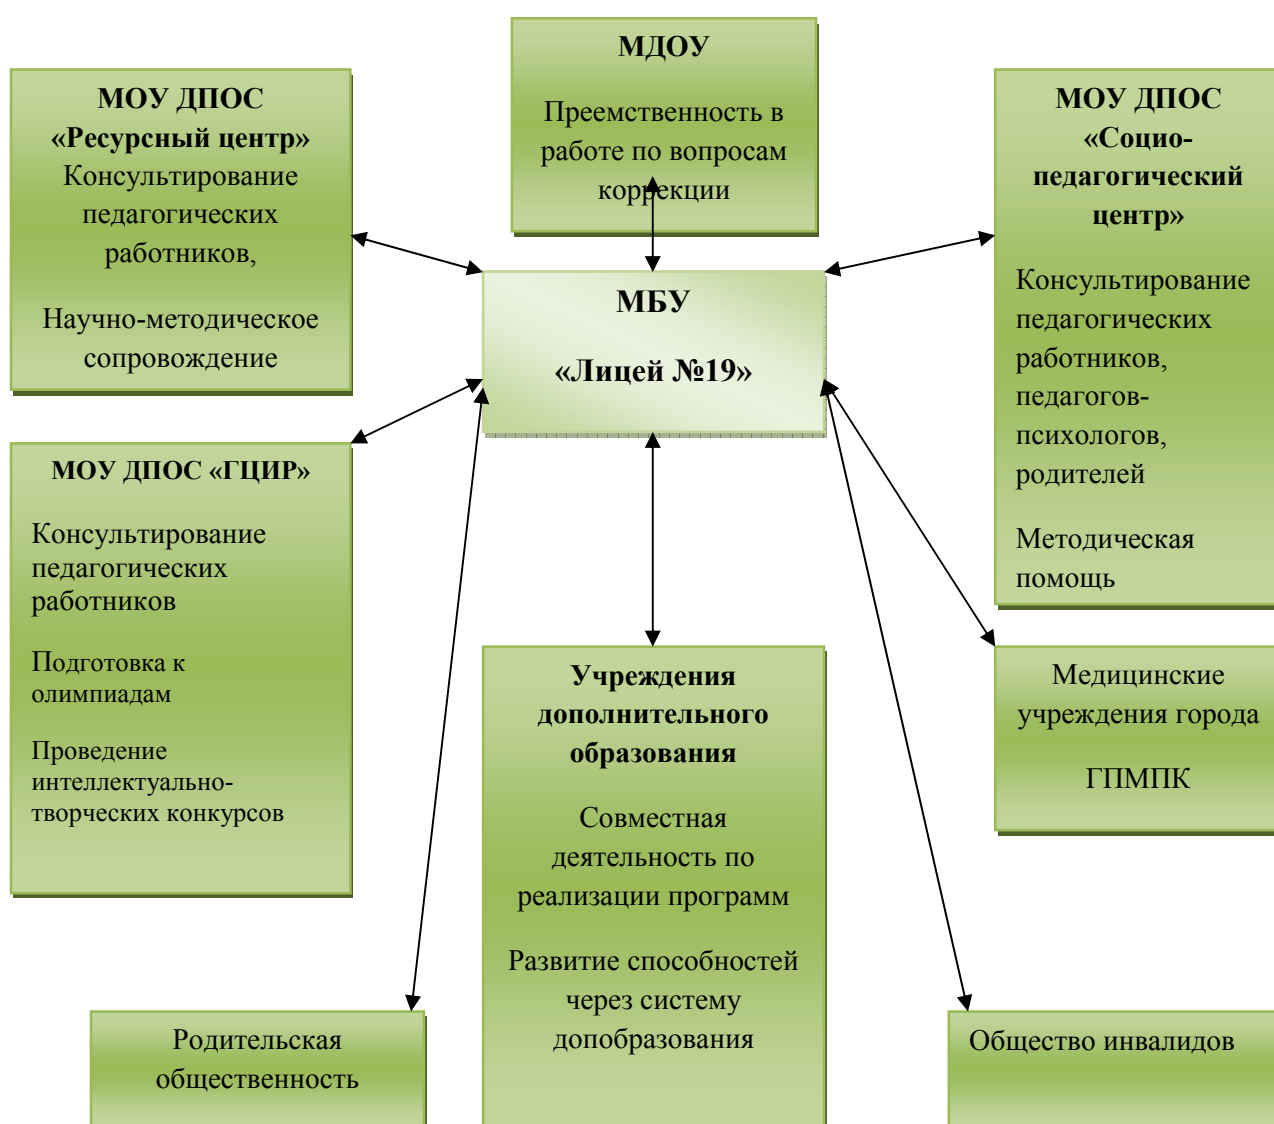 МДОУ
Преемственность в
работе по вопросам
коррекции
МОУ ДПОС
«Ресурсный центр»
Консультирование
педагогических
работников,
Научно-методическое
сопровождение
МОУ ДПОС
«Социо-
педагогический
центр»
Консультирование
педагогических
работников,
педагогов-
психологов,
родителей
Методическая
помощь
МБУ
«Лицей №19»
МОУ ДПОС «ГЦИР»
Консультирование
педагогических
работников
Подготовка к
олимпиадам
Проведение
интеллектуально-
творческих конкурсов
Учреждения
дополнительного
образования
Совместная
деятельность по
реализации программ
Развитие способностей
через систему
допобразования
Медицинские
учреждения города
ГПМПК
Родительская
общественность
Общество инвалидов